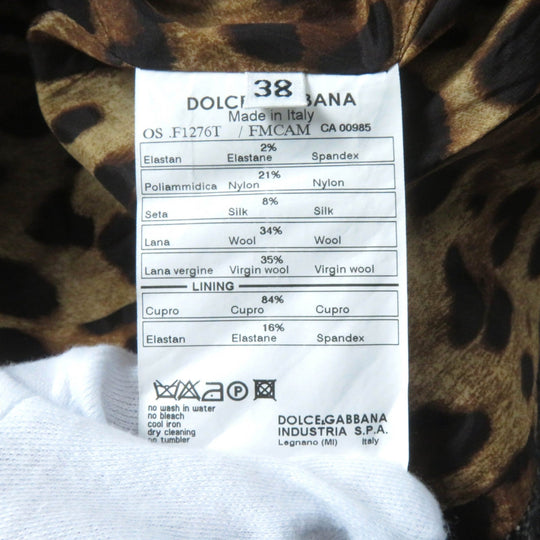 38
DOLCE GABBANA
Made in Italy
OS .F1276T / FMCAM CA 00985
2%
Elastan Elastane Spandex
21%
Poliammidica Nylon Nylon
8%
Seta Silk Silk
34%
Lana Wool Wool
35%
Lana vergine Virgin wool Virgin wool
LINING
84%
Cupro Cupro Cupro
16%
Elastan Elastane Spandex
P
no wash in water
no bleach
cool iron
dry cleaning
no tumbler
DOLCE&GABBANA
INDUSTRIA S.P.A.
Legnano (MI) Italy